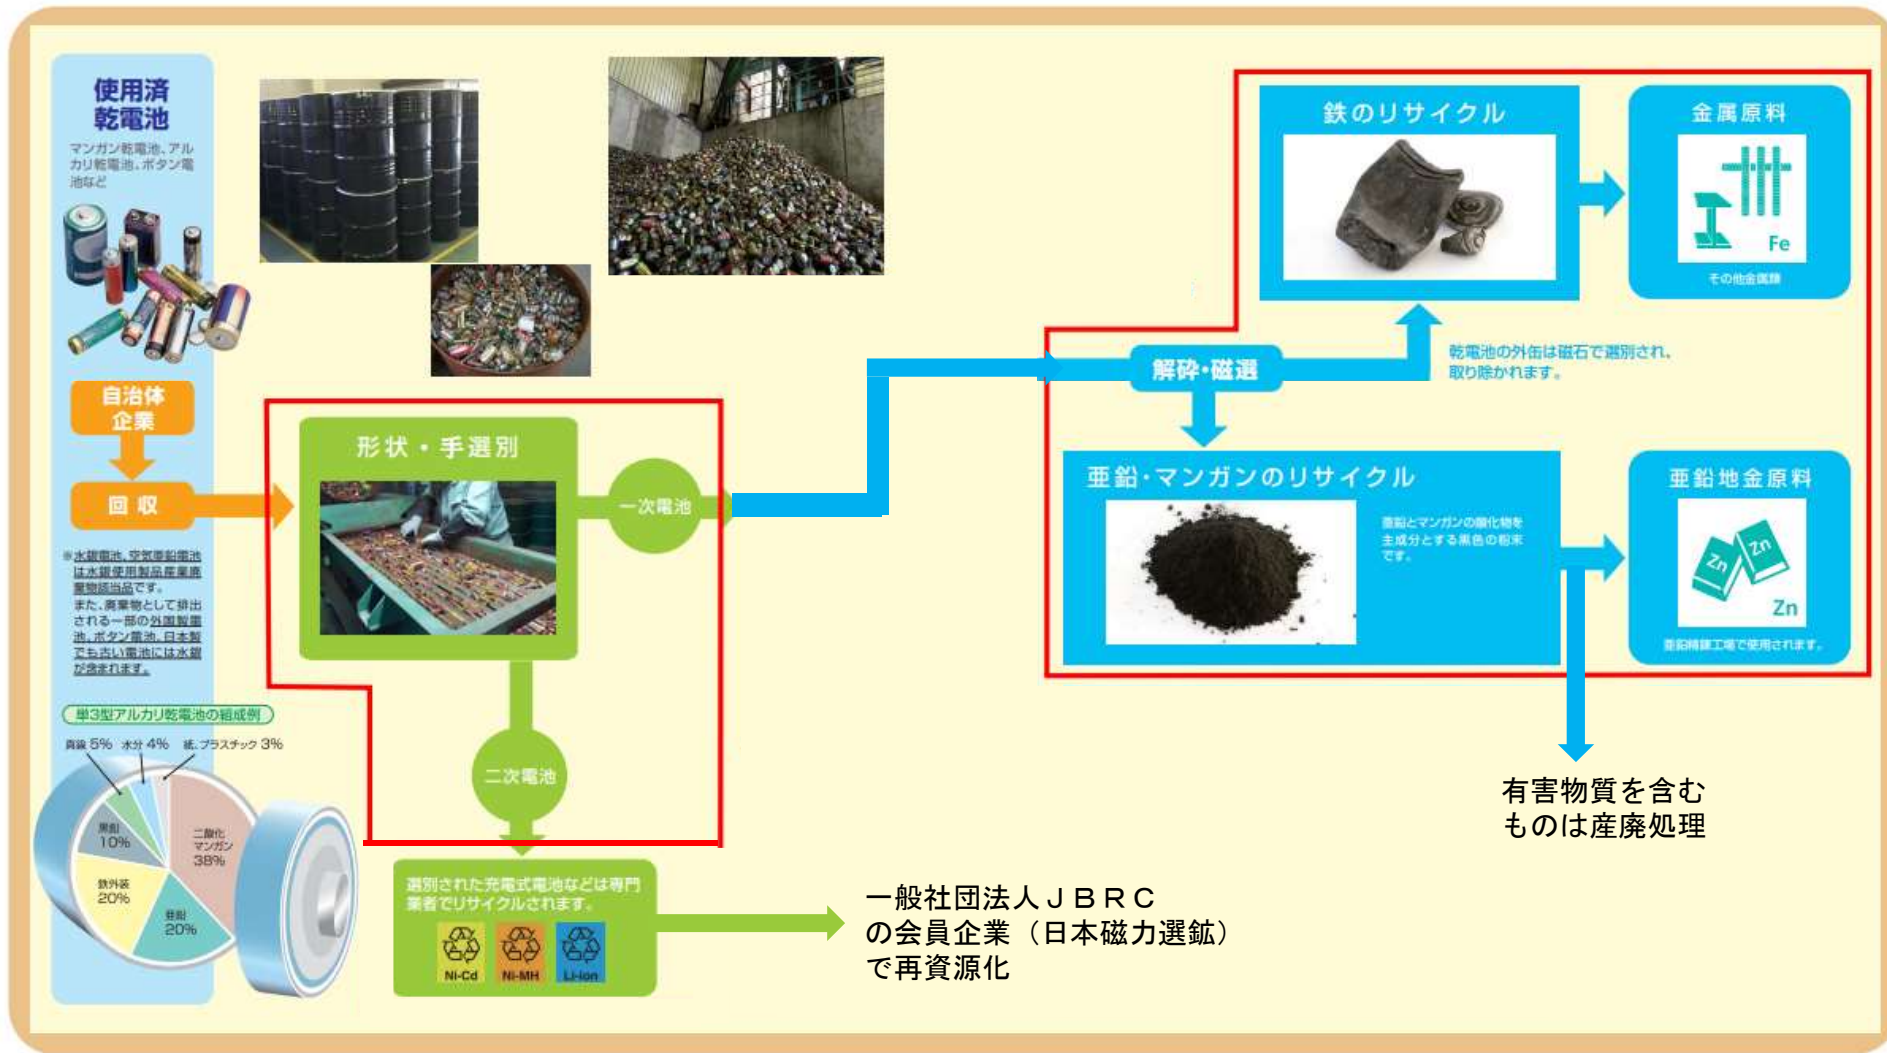 使用済
乾電池
マンガン乾電池、アル
カリ乾電池、ボタン電
池など
自治体
企業
回収
※水銀電池、空気亜鉛電池
は水銀使用製品産業廃
棄物該当品です。
また、廃棄物として排出
される一部の外国製電
池、ボタン電池、日本製
でも古い電池には水銀
が含まれます。
単3型アルカリ乾電池の組成例
真鍮 5% 水分 4% 紙、プラスチック 3%
黒鉛
10%
二酸化
マンガン
38%
鉄外装
20%
亜鉛
20%
形状・手選別
一次電池
二次電池
選別された充電式電池などは専門
業者でリサイクルされます。
Ni-Cd Ni-MH Li-ion
一般社団法人JBRC
の会員企業（日本磁力選鉱）
で再資源化
解砕・磁選
鉄のリサイクル
金属原料
Fe
その他金属類
乾電池の外缶は磁石で選別され、
取り除かれます。
亜鉛・マンガンのリサイクル
亜鉛とマンガンの酸化物を
主成分とする黒色の粉末
です。
亜鉛地金原料
Zn Zn
Zn
亜鉛精錬工場で使用されます。
有害物質を含む
ものは産廃処理